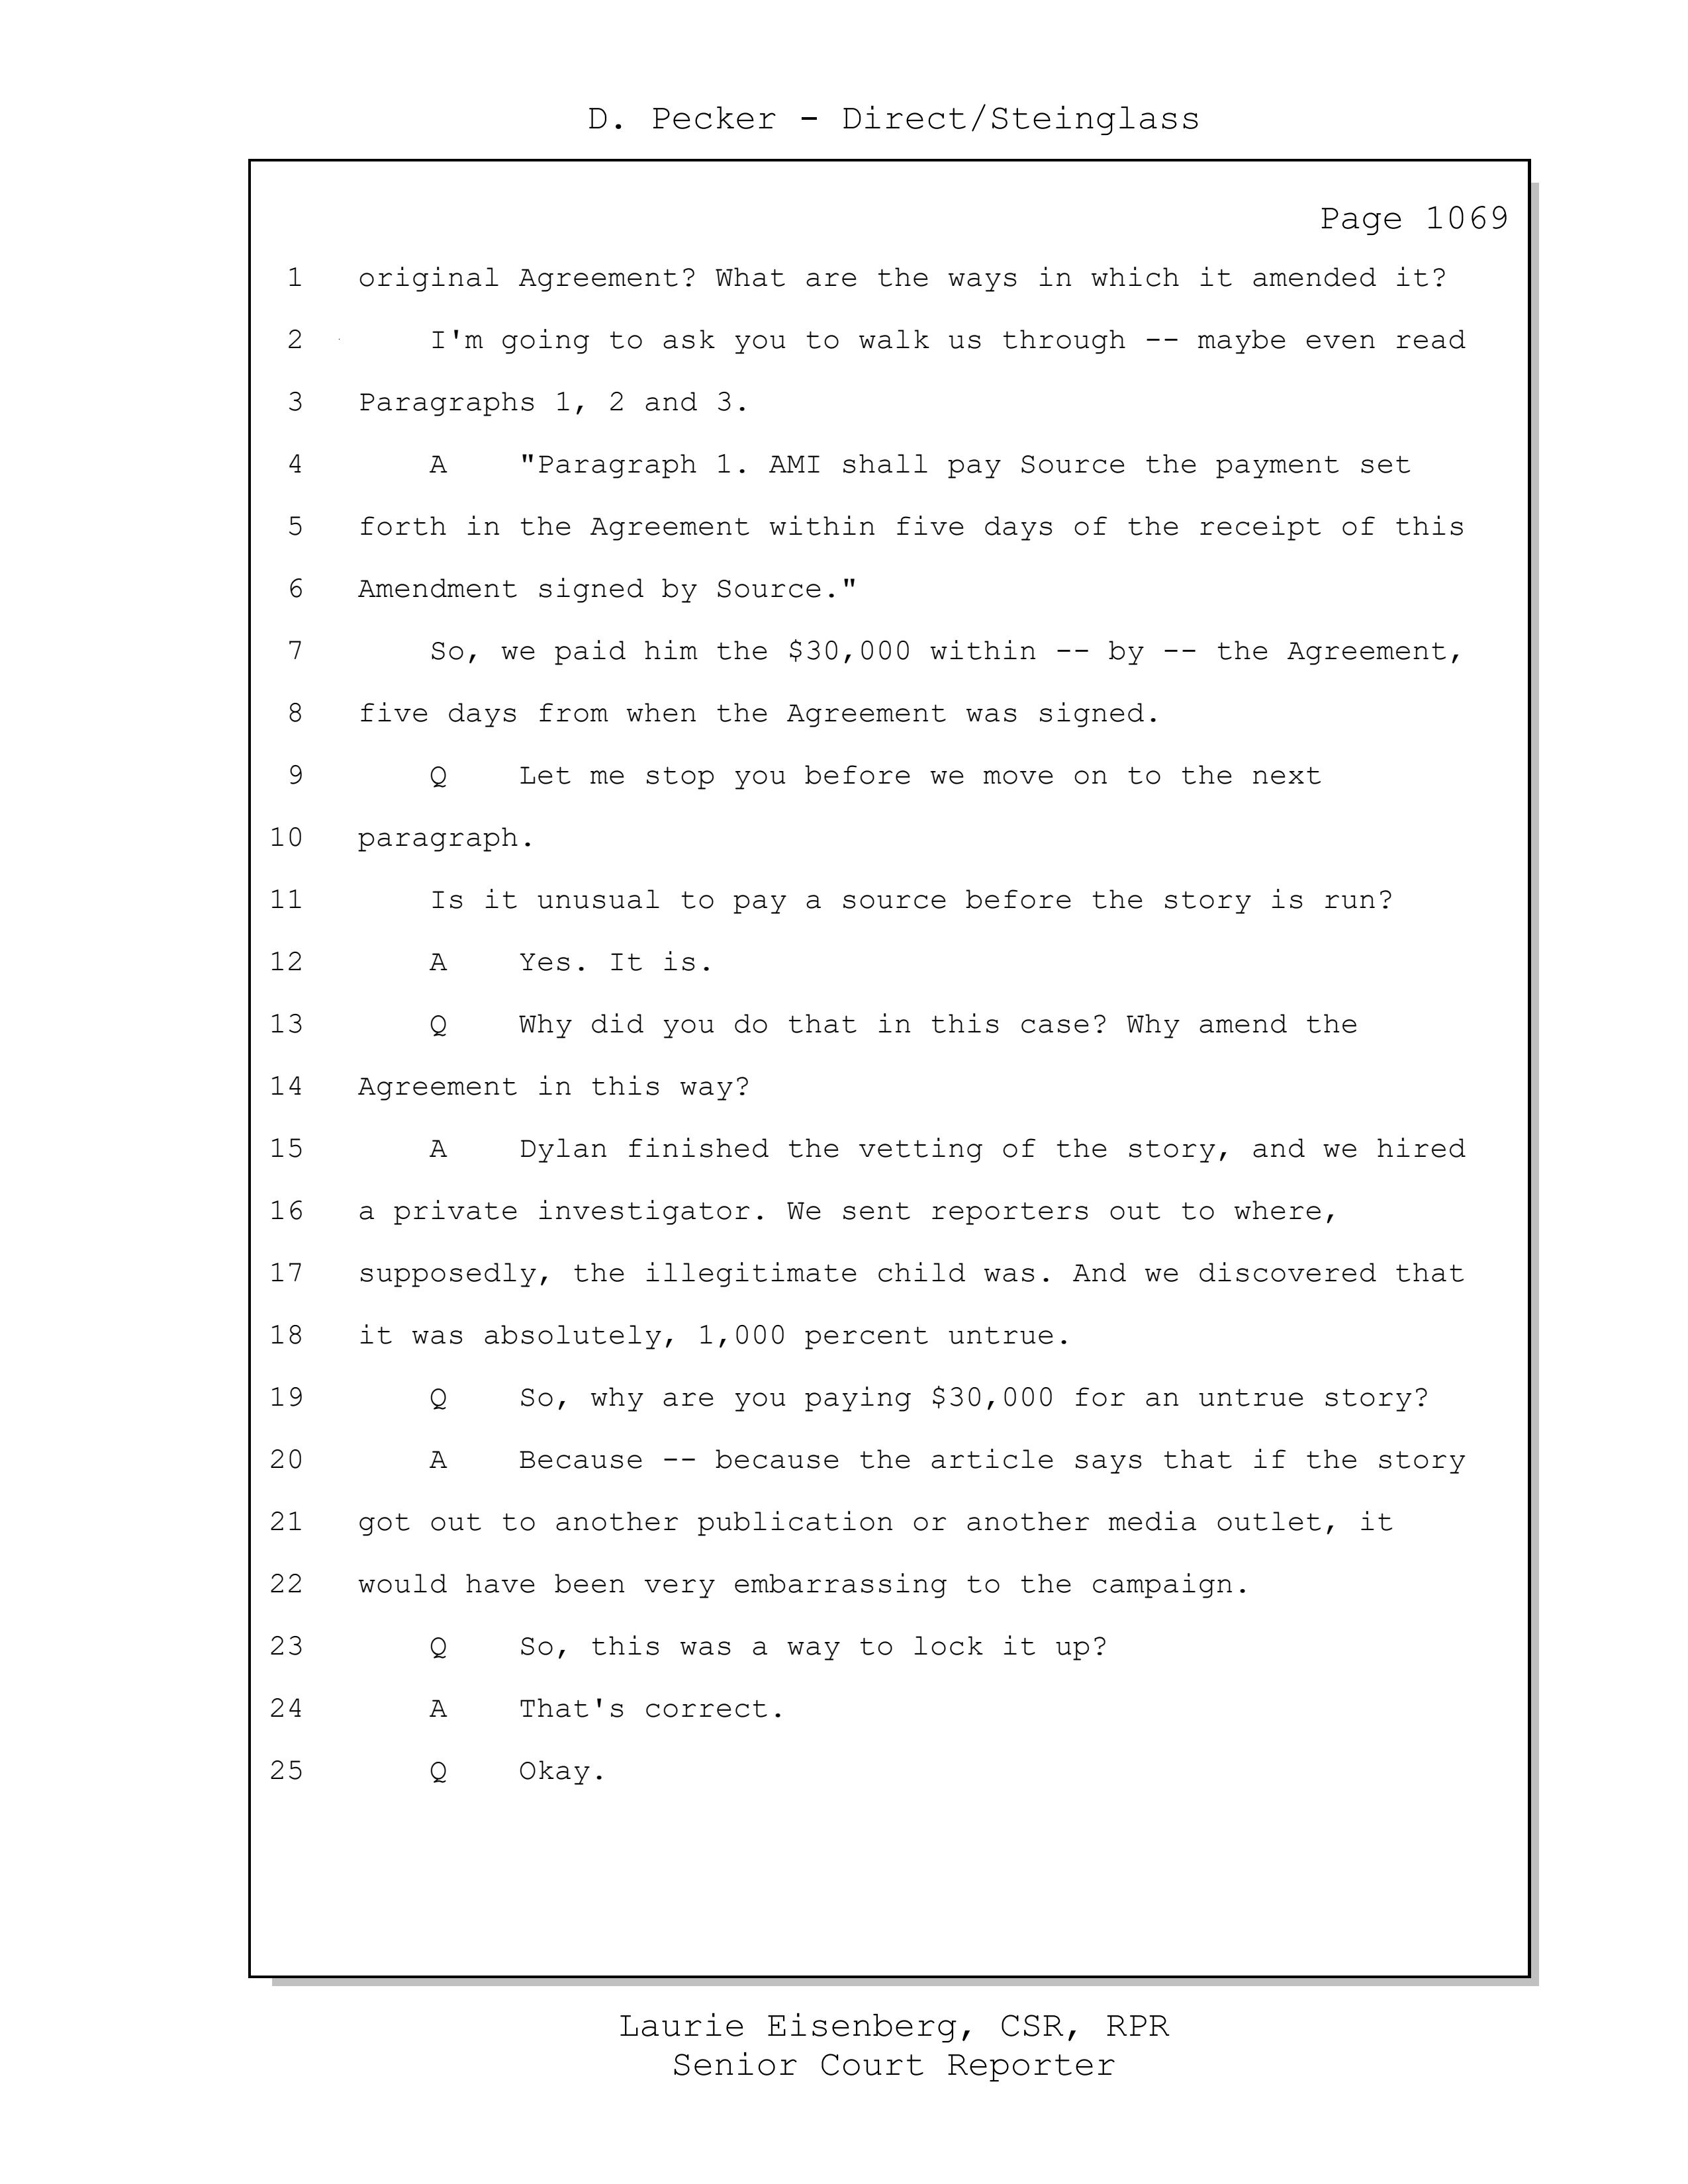 D. Pecker - Direct/Steinglass
Page 1069
1 original Agreement? What are the ways in which it amended it?
2 I'm going to ask you to walk us through -- maybe even read
3 Paragraphs 1, 2 and 3.
4 A "Paragraph 1. AMI shall pay Source the payment set
5 forth in the Agreement within five days of the receipt of this
6 Amendment signed by Source."
7 So, we paid him the $30,000 within -- by -- the Agreement,
8 five days from when the Agreement was signed.
9 Q Let me stop you before we move on to the next
10 paragraph.
11 Is it unusual to pay a source before the story is run?
12 A Yes. It is.
13 Q Why did you do that in this case? Why amend the
14 Agreement in this way?
15 A Dylan finished the vetting of the story, and we hired
16 a private investigator. We sent reporters out to where,
17 supposedly, the illegitimate child was. And we discovered that
18 it was absolutely, 1,000 percent untrue.
19 Q So, why are you paying $30,000 for an untrue story?
20 A Because -- because the article says that if the story
21 got out to another publication or another media outlet, it
22 would have been very embarrassing to the campaign.
23 Q So, this was a way to lock it up?
24 A That's correct.
25 Q Okay.
Laurie Eisenberg, CSR, RPR
Senior Court Reporter